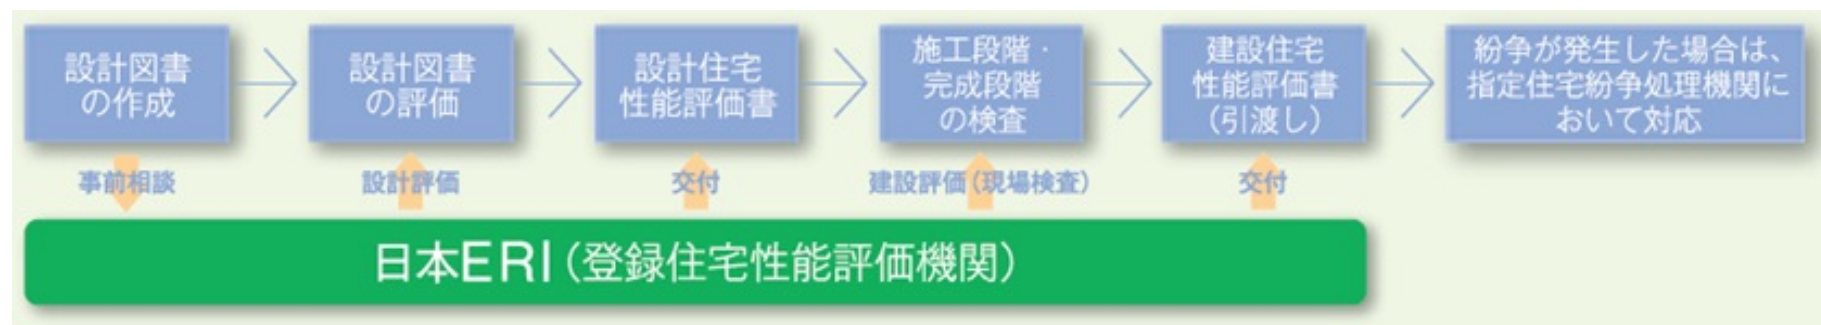 設計図書
の作成
設計図書
の評価
設計住宅
性能評価書
施工段階・
完成段階
の検査
建設住宅
性能評価書
(引渡し)
紛争が発生した場合は、
指定住宅紛争処理機関に
おいて対応
事前相談
設計評価
交付
建設評価(現場検査)
交付
日本ERI(登録住宅性能評価機関)